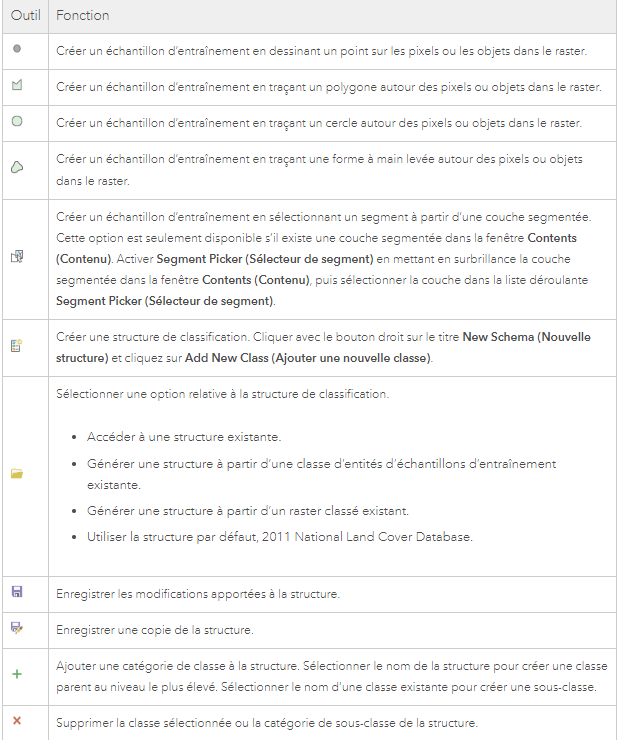 Outil Fonction
Créer un échantillon d'entraînement en dessinant un point sur les pixels ou les objets dans le raster.
Créer un échantillon d'entraînement en traçant un polygone autour des pixels ou objets dans le raster.
Créer un échantillon d'entraînement en traçant un cercle autour des pixels ou objets dans le raster.
Créer un échantillon d'entraînement en traçant une forme à main levée autour des pixels ou objets
dans le raster.
Créer un échantillon d'entraînement en sélectionnant un segment à partir d'une couche segmentée.
Cette option est seulement disponible s'il existe une couche segmentée dans la fenêtre Contents
(Contenu). Activer Segment Picker (Sélecteur de segment) en mettant en surbrillance la couche
segmentée dans la fenêtre Contents (Contenu), puis sélectionner la couche dans la liste déroulante
Segment Picker (Sélecteur de segment).
Créer une structure de classification. Cliquer avec le bouton droit sur le titre New Schema (Nouvelle
structure) et cliquez sur Add New Class (Ajouter une nouvelle classe).
Sélectionner une option relative à la structure de classification.
• Accéder à une structure existante.
• Générer une structure à partir d'une classe d'entités d'échantillons d'entraînement
existante.
• Générer une structure à partir d'un raster classé existant.
• Utiliser la structure par défaut, 2011 National Land Cover Database.
Enregistrer les modifications apportées à la structure.
Enregistrer une copie de la structure.
Ajouter une catégorie de classe à la structure. Sélectionner le nom de la structure pour créer une classe
parent au niveau le plus élevé. Sélectionner le nom d'une classe existante pour créer une sous-classe.
Supprimer la classe sélectionnée ou la catégorie de sous-classe de la structure.